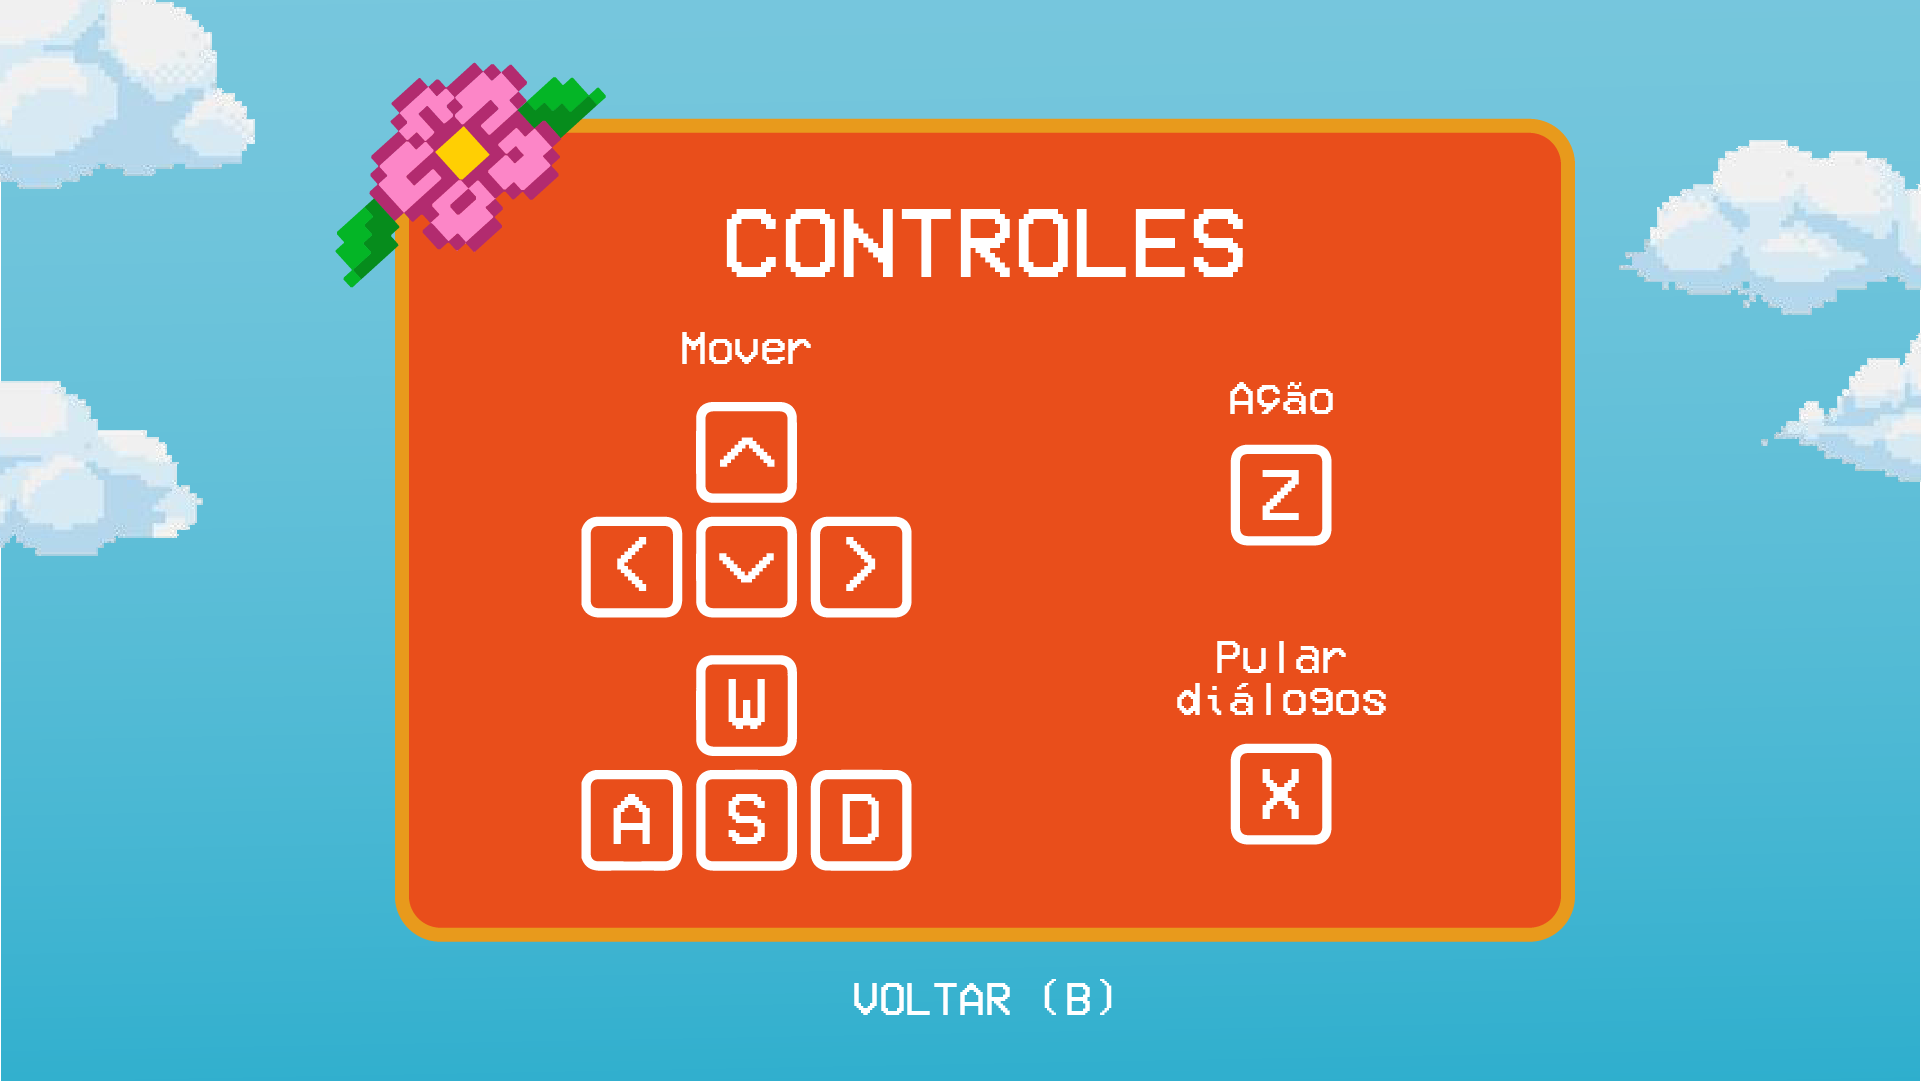 CONTROLES
Mover
^
< v >
W
A S D
Ação
Z
Pular
diálogos
X
VOLTAR (B)